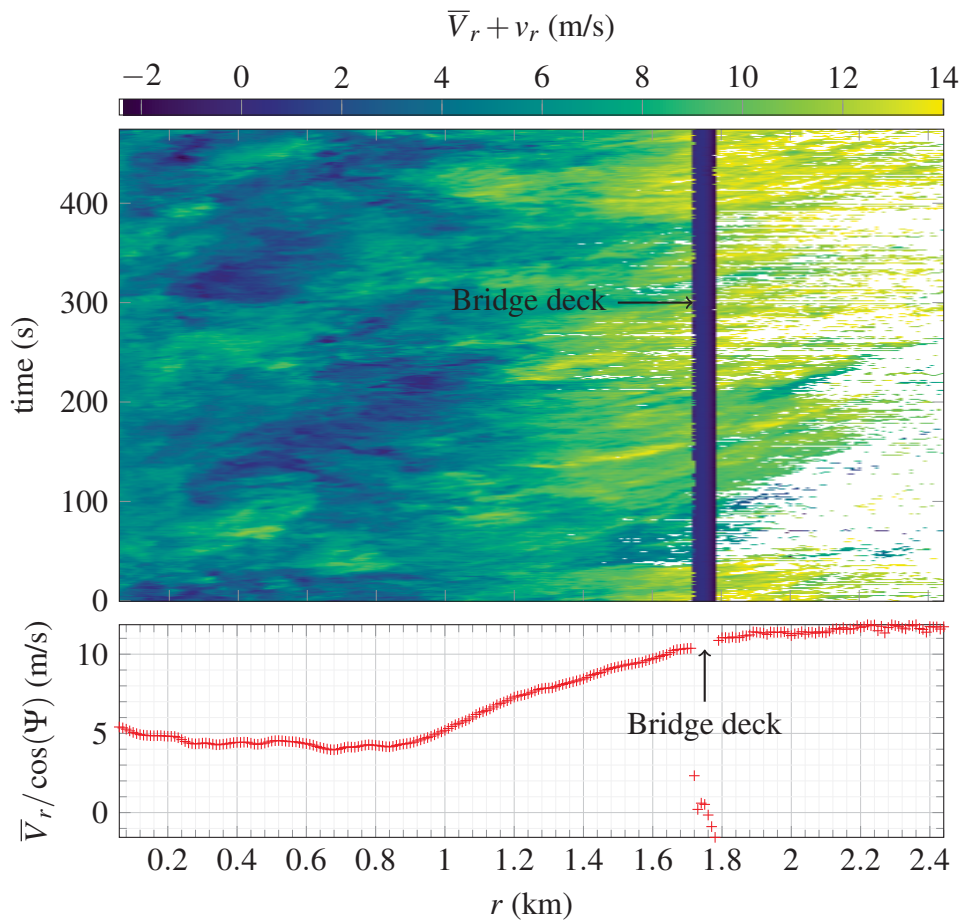 V̅r + vr (m/s)
−2 0 2 4 6 8 10 12 14
400
300
200
100
0
time (s)
Bridge deck
10
5
0
V̅r / cos(Ψ) (m/s)
Bridge deck
0.2 0.4 0.6 0.8 1 1.2 1.4 1.6 1.8 2 2.2 2.4
r (km)